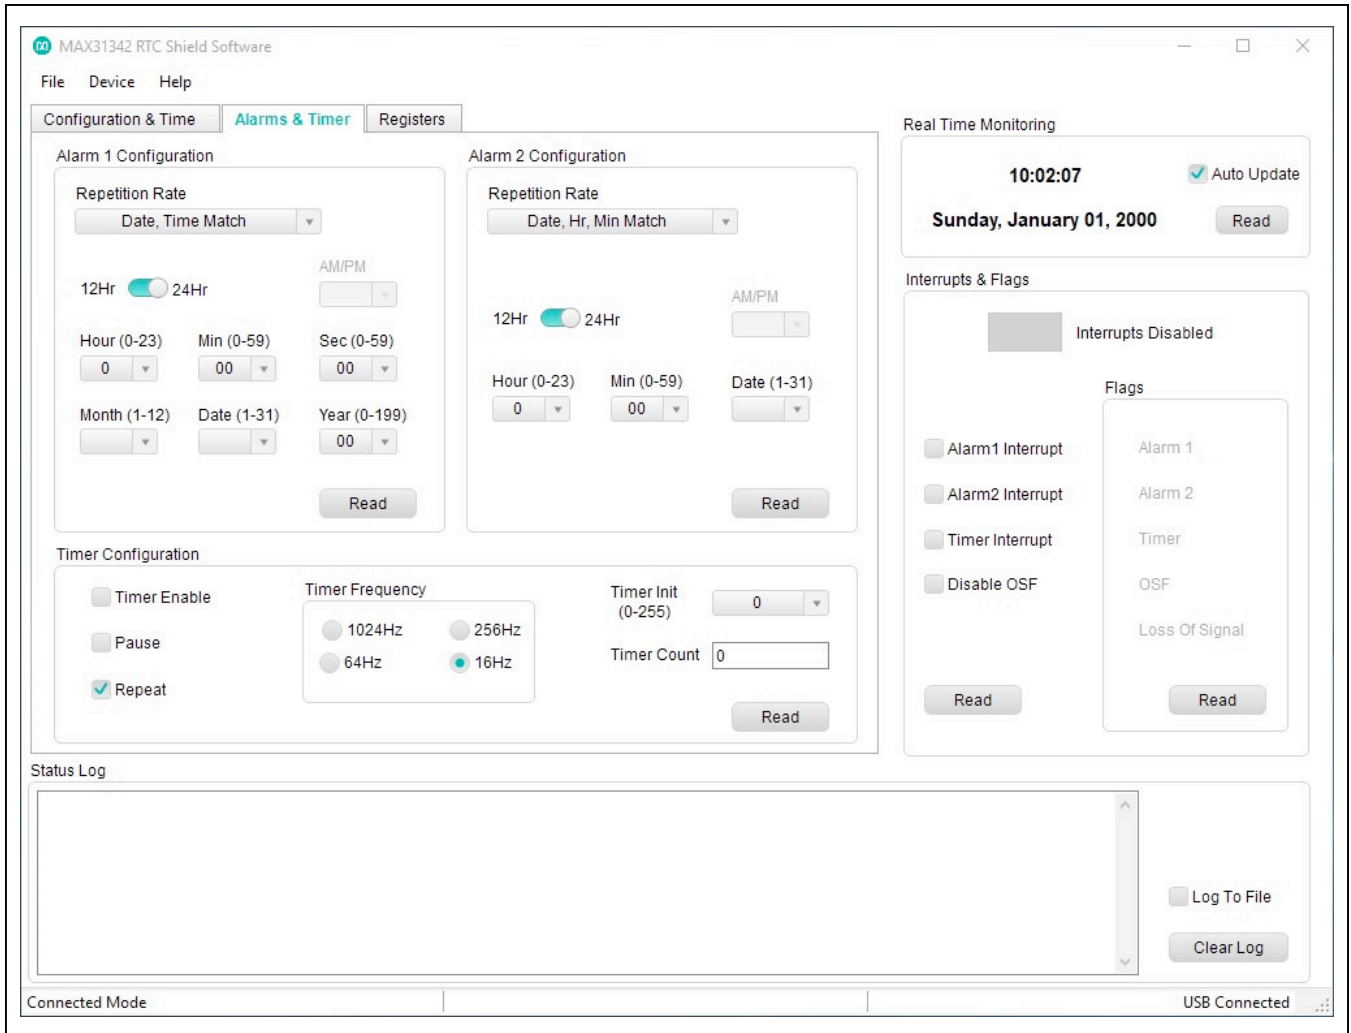 MAX31342 RTC Shield Software
File Device Help
Configuration & Time Alarms & Timer Registers
Alarm 1 Configuration
Repetition Rate
Date, Time Match
12Hr 24Hr
AM/PM
Hour (0-23) Min (0-59) Sec (0-59)
0 00 00
Month (1-12) Date (1-31) Year (0-199)
00
Read
Alarm 2 Configuration
Repetition Rate
Date, Hr, Min Match
12Hr 24Hr
AM/PM
Hour (0-23) Min (0-59) Date (1-31)
0 00
Read
Timer Configuration
Timer Enable
Pause
Repeat
Timer Frequency
1024Hz 256Hz
64Hz 16Hz
Timer Init
(0-255)
0
Timer Count 0
Read
Real Time Monitoring
10:02:07
Auto Update
Sunday, January 01, 2000
Read
Interrupts & Flags
Interrupts Disabled
Alarm1 Interrupt
Alarm2 Interrupt
Timer Interrupt
Disable OSF
Read
Flags
Alarm 1
Alarm 2
Timer
OSF
Loss Of Signal
Read
Status Log
Log To File
Clear Log
Connected Mode
USB Connected